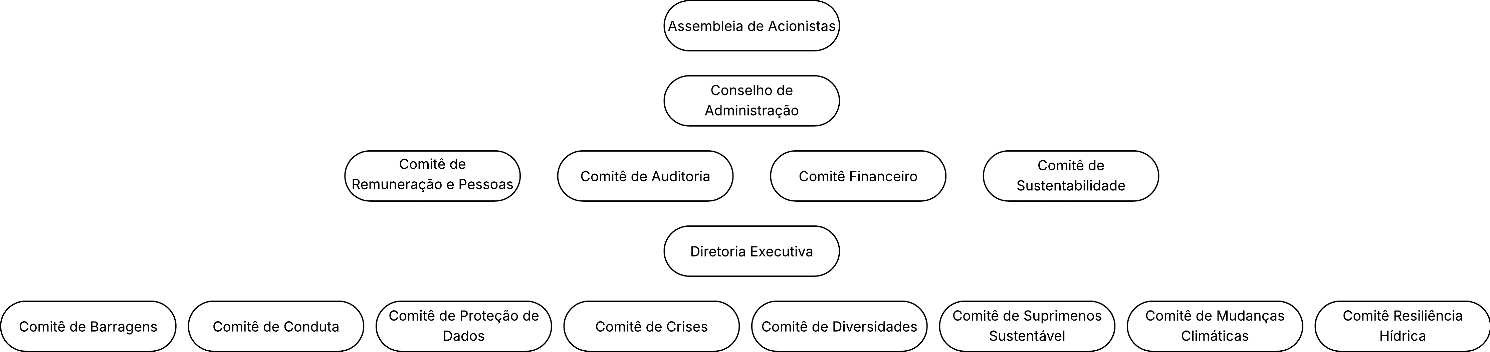 Assembleia de Acionistas
Conselho de
Administração
Comitê de
Remuneração e Pessoas
Comitê de Auditoria
Comitê Financeiro
Comitê de
Sustentabilidade
Diretoria Executiva
Comitê de Barragens
Comitê de Conduta
Comitê de Proteção de
Dados
Comitê de Crises
Comitê de Diversidades
Comitê de Suprimenos
Sustentável
Comitê de Mudanças
Climáticas
Comitê Resiliência
Hídrica